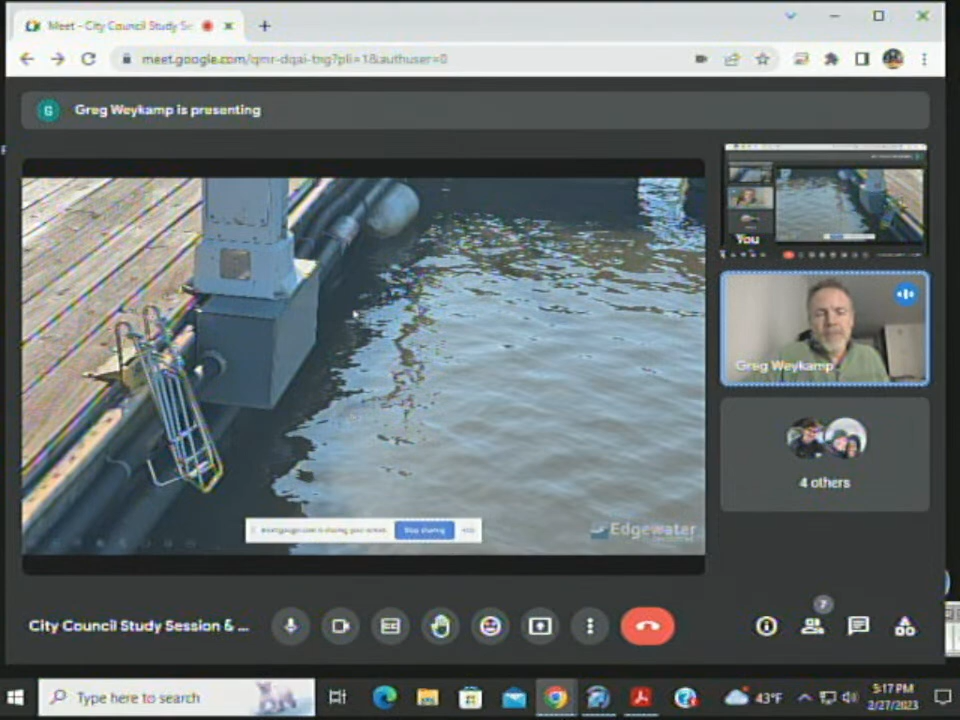 Meet - City Council Study Se
meet.google.com/qmr-dqai-tng?pli=1&authuser=0
G
Greg Weykamp is presenting
You
Greg Weykamp
4 others
Stop sharing
Edgewater
City Council Study Session & ...
7
Type here to search
43°F
5:17 PM
2/27/2023